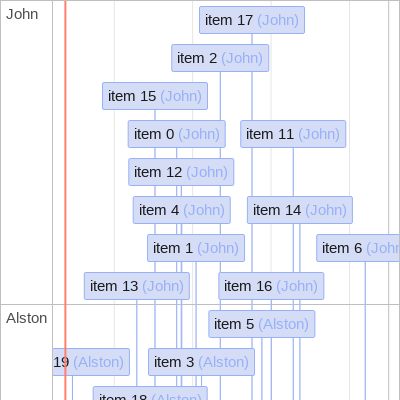 John
item 17 (John)
item 2 (John)
item 15 (John)
item 0 (John)
item 11 (John)
item 12 (John)
item 4 (John)
item 14 (John)
item 1 (John)
item 6 (John
item 13 (John)
item 16 (John)
Alston
item 5 (Alston)
19 (Alston)
item 3 (Alston)
item 18 (Alston)